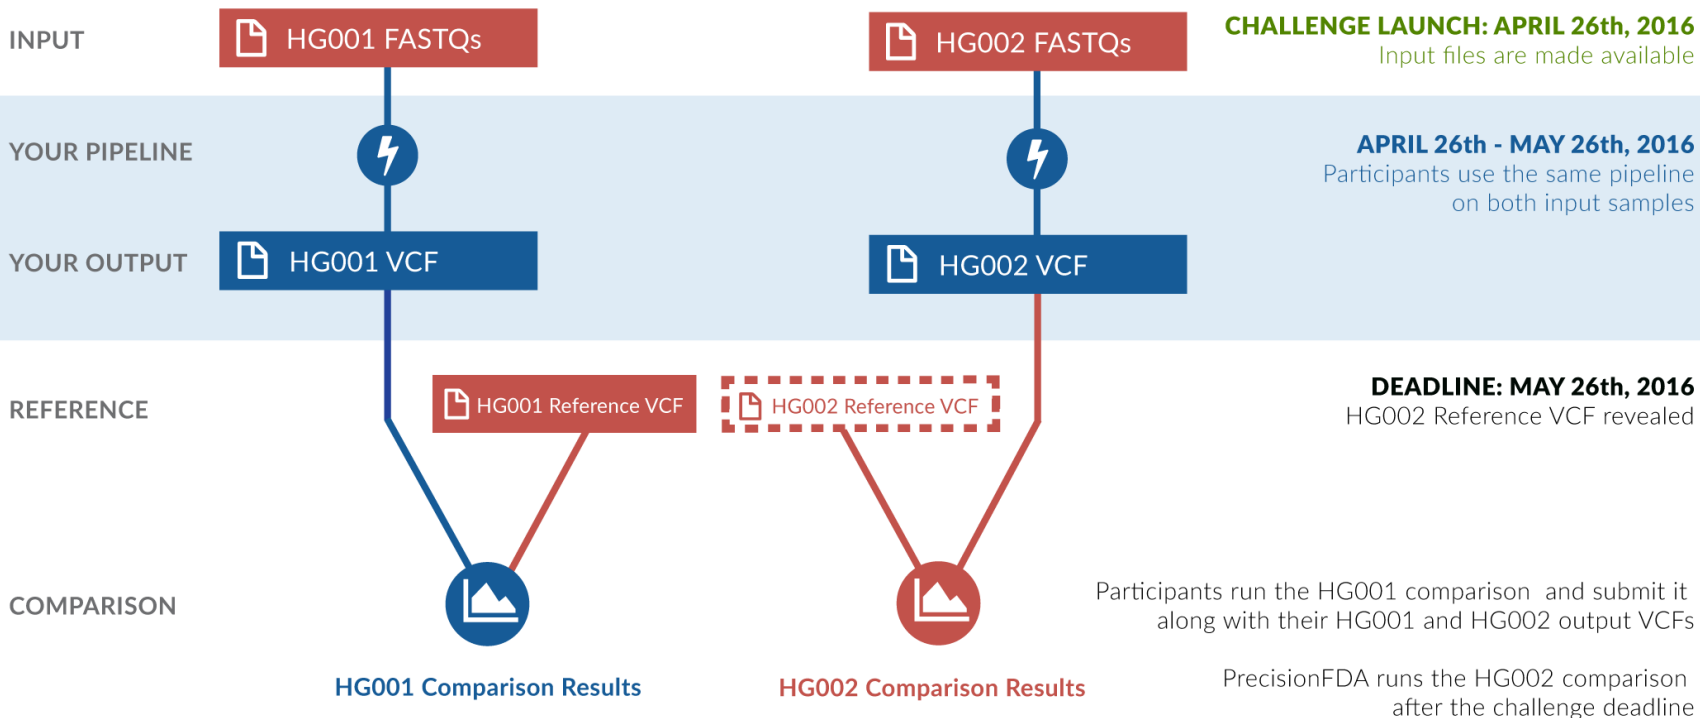 INPUT
HG001 FASTQs
HG002 FASTQs
CHALLENGE LAUNCH: APRIL 26th, 2016
Input files are made available
YOUR PIPELINE
APRIL 26th - MAY 26th, 2016
Participants use the same pipeline
on both input samples
YOUR OUTPUT
HG001 VCF
HG002 VCF
REFERENCE
HG001 Reference VCF
HG002 Reference VCF
DEADLINE: MAY 26th, 2016
HG002 Reference VCF revealed
COMPARISON
Participants run the HG001 comparison and submit it
along with their HG001 and HG002 output VCFs
HG001 Comparison Results
HG002 Comparison Results
PrecisionFDA runs the HG002 comparison
after the challenge deadline